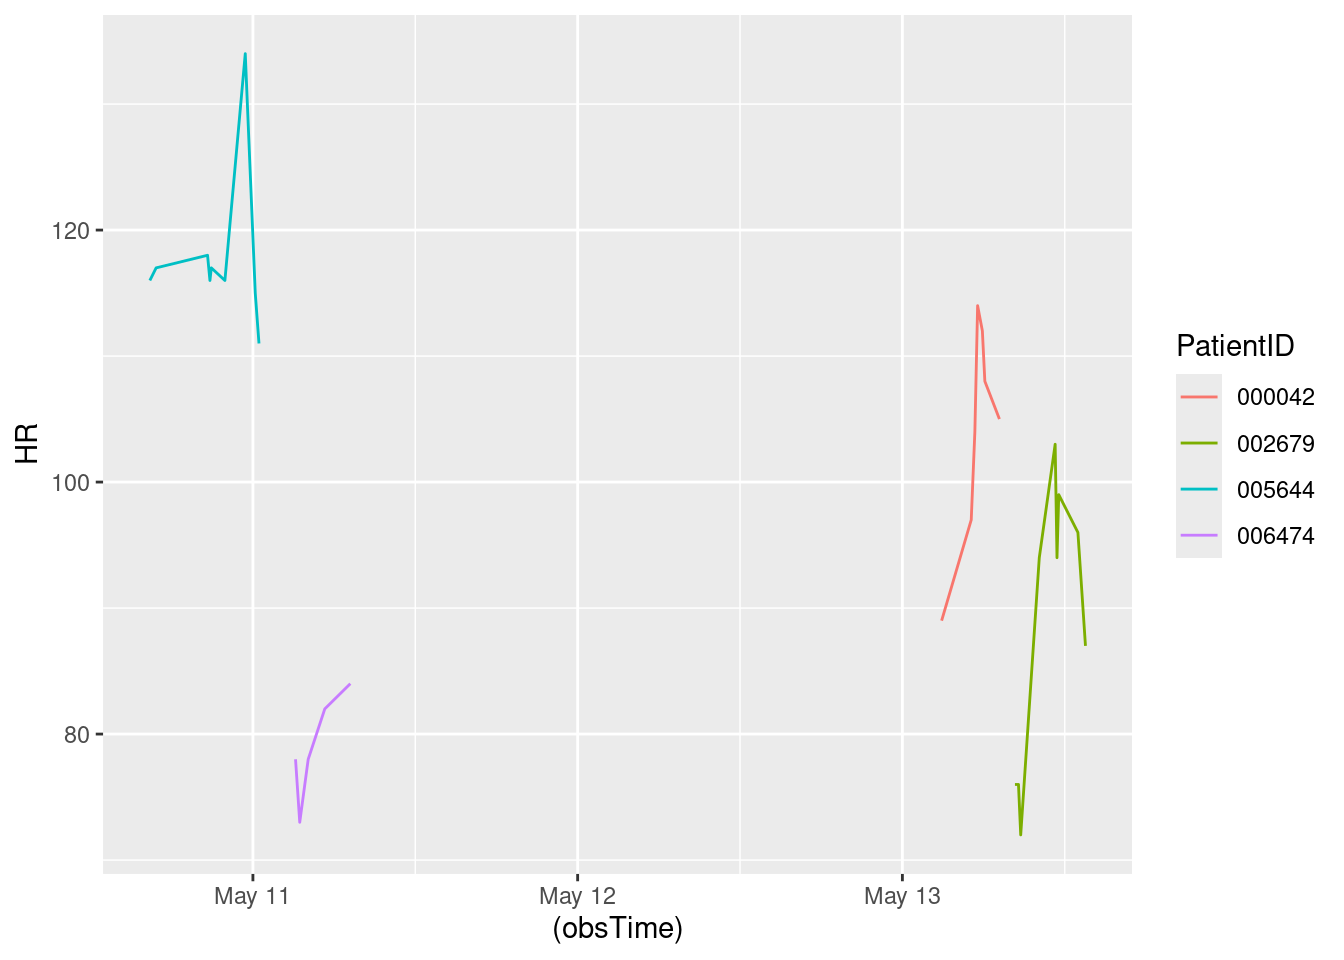 HR
120
100
80
May 11
May 12
May 13
(obsTime)
PatientID
000042
002679
005644
006474